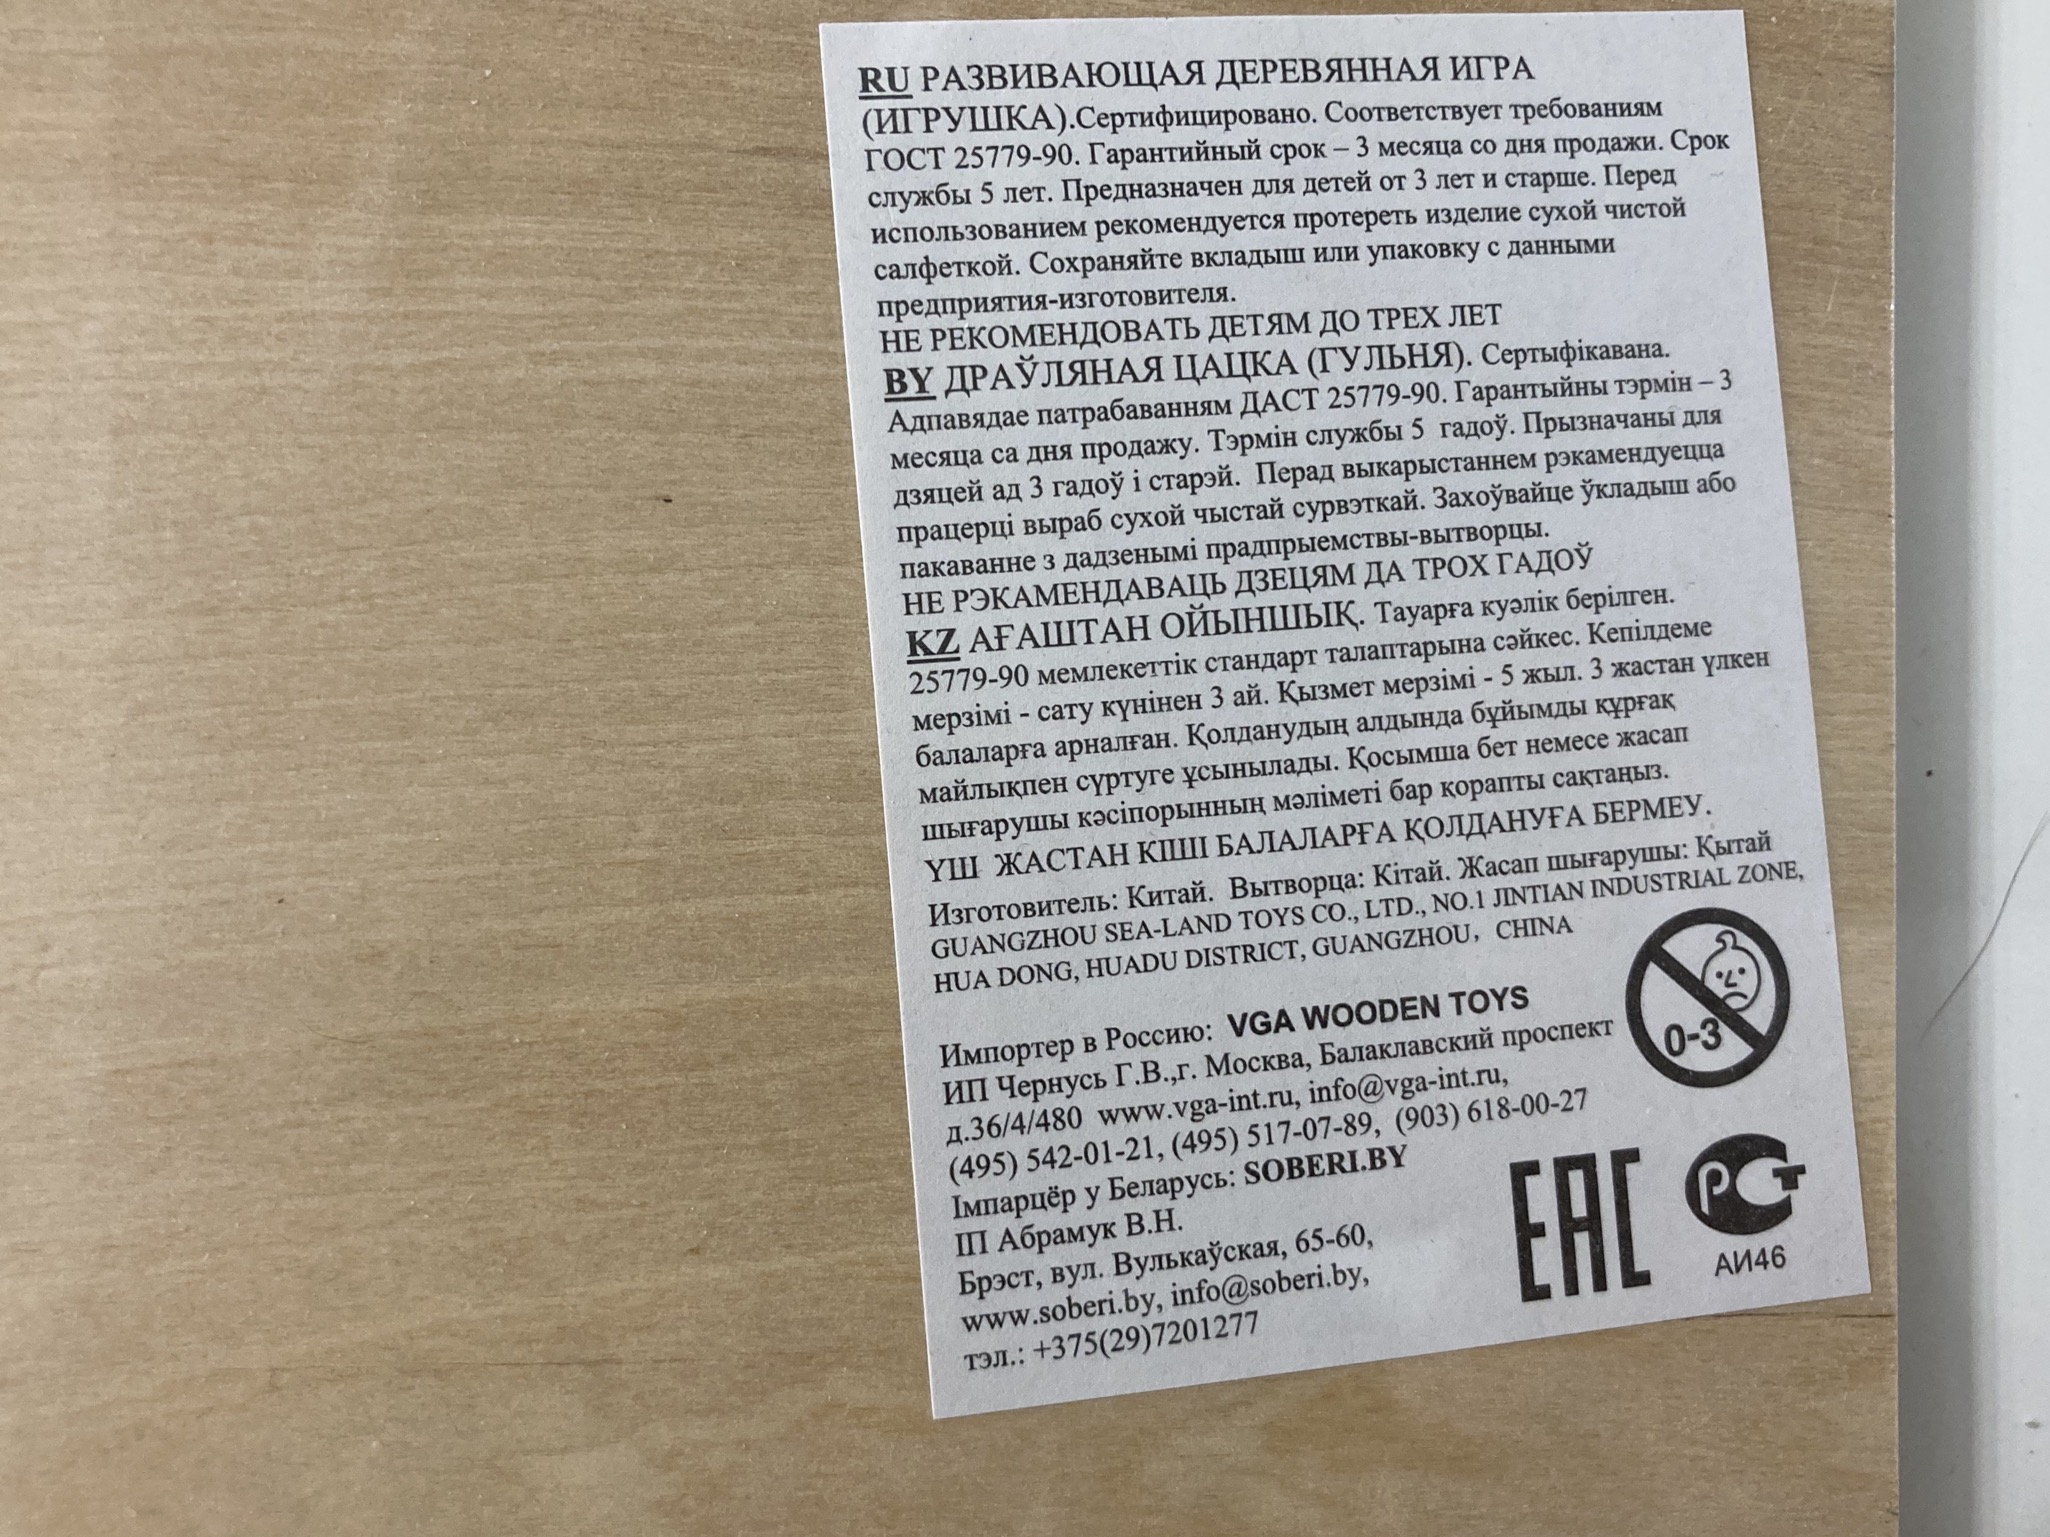 RU РАЗВИВАЮЩАЯ ДЕРЕВЯННАЯ ИГРА
(ИГРУШКА).Сертифицировано. Соответствует требованиям
ГОСТ 25779-90. Гарантийный срок – 3 месяца со дня продажи. Срок
службы 5 лет. Предназначен для детей от 3 лет и старше. Перед
использованием рекомендуется протереть изделие сухой чистой
салфеткой. Сохраняйте вкладыш или упаковку с данными
предприятия-изготовителя.
НЕ РЕКОМЕНДОВАТЬ ДЕТЯМ ДО ТРЕХ ЛЕТ
BY ДРАЎЛЯНАЯ ЦАЦКА (ГУЛЬНЯ). Сертыфікавана.
Адпавядае патрабаванням ДАСТ 25779-90. Гарантыйны тэрмін – 3
месяца са дня продажу. Тэрмін службы 5 гадоў. Прызначаны для
дзяцей ад 3 гадоў і старэй. Перад выкарыстаннем рэкамендуецца
працерці выраб сухой чыстай сурвэткай. Захоўвайце ўкладыш або
пакаванне з дадзенымі прадпрыемствы-вытворцы.
НЕ РЭКАМЕНДАВАЦЬ ДЗЕЦЯМ ДА ТРОХ ГАДОЎ
KZ АҒАШТАН ОЙЫНШЫҚ. Тауарға куәлік берілген.
25779-90 мемлекеттік стандарт талаптарына сәйкес. Кепілдеме
мерзімі - сату күнінен 3 ай. Қызмет мерзімі - 5 жыл. 3 жастан үлкен
балаларға арналған. Қолданудың алдында бұйымды құрғақ
майлықпен сүртуге ұсынылады. Қосымша бет немесе жасап
шығарушы кәсіпорынның мәліметі бар қорапты сақтаңыз.
ҮШ ЖАСТАН КІШІ БАЛАЛАРҒА ҚОЛДАНУҒА БЕРМЕУ.
Изготовитель: Китай. Вытворца: Кітай. Жасап шығарушы: Қытай
GUANGZHOU SEA-LAND TOYS CO., LTD., NO.1 JINTIAN INDUSTRIAL ZONE,
HUA DONG, HUADU DISTRICT, GUANGZHOU, CHINA
Импортер в Россию: VGA WOODEN TOYS
ИП Чернусь Г.В.,г. Москва, Балаклавский проспект
д.36/4/480 www.vga-int.ru, info@vga-int.ru,
(495) 542-01-21, (495) 517-07-89, (903) 618-00-27
Імпарцёр у Беларусь: SOBERI.BY
ІП Абрамук В.Н.
Брэст, вул. Вулькаўская, 65-60,
www.soberi.by, info@soberi.by,
тэл.: +375(29)7201277
0-3
EAC
РСТ
АИ46